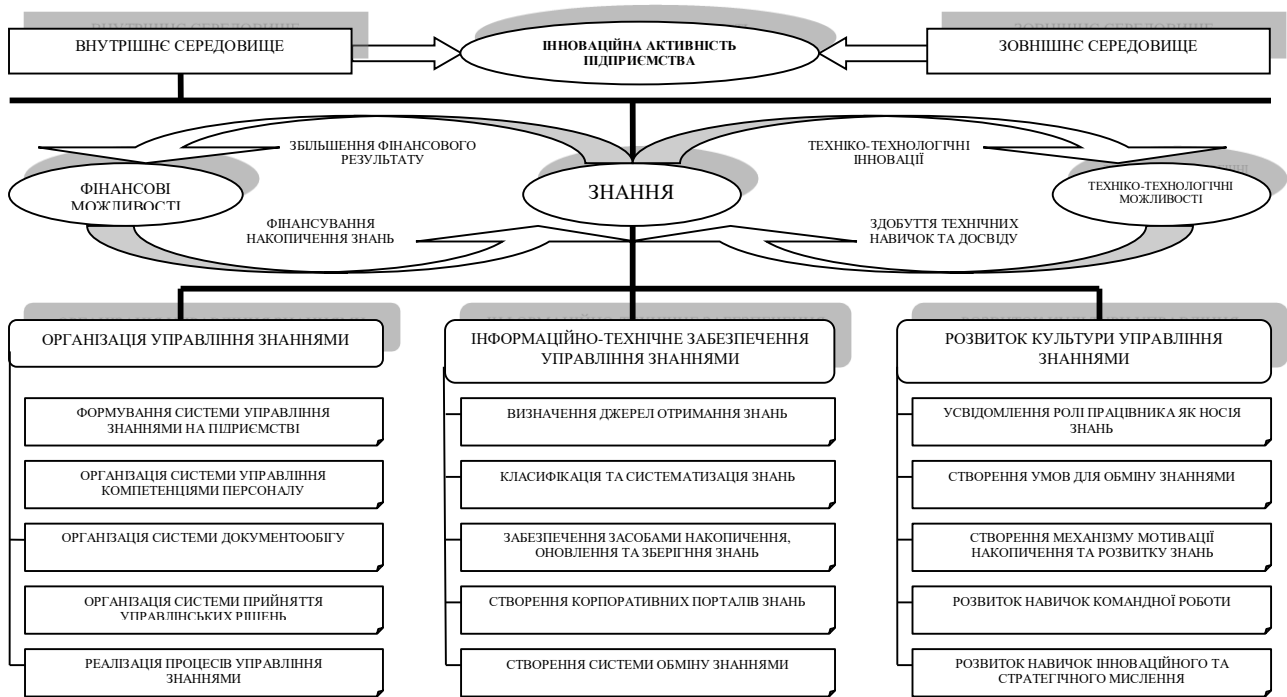 ВНУТРІШНЄ СЕРЕДОВИЩЕ
ІННОВАЦІЙНА АКТИВНІСТЬ
ПІДПРИЄМСТВА
ЗОВНІШНЄ СЕРЕДОВИЩЕ
ЗБІЛЬШЕННЯ ФІНАНСОВОГО
РЕЗУЛЬТАТУ
ТЕХНІКО-ТЕХНОЛОГІЧНІ
ІННОВАЦІЇ
ФІНАНСОВІ
МОЖЛИВОСТІ
ЗНАННЯ
ТЕХНІКО-ТЕХНОЛОГІЧНІ
МОЖЛИВОСТІ
ФІНАНСУВАННЯ
НАКОПИЧЕННЯ ЗНАНЬ
ЗДОБУТТЯ ТЕХНІЧНИХ
НАВИЧОК ТА ДОСВІДУ
ОРГАНІЗАЦІЯ УПРАВЛІННЯ ЗНАННЯМИ
ФОРМУВАННЯ СИСТЕМИ УПРАВЛІННЯ
ЗНАННЯМИ НА ПІДПРИЄМСТВІ
ОРГАНІЗАЦІЯ СИСТЕМИ УПРАВЛІННЯ
КОМПЕТЕНЦІЯМИ ПЕРСОНАЛУ
ОРГАНІЗАЦІЯ СИСТЕМИ ДОКУМЕНТООБІГУ
ОРГАНІЗАЦІЯ СИСТЕМИ ПРИЙНЯТТЯ
УПРАВЛІНСЬКИХ РІШЕНЬ
РЕАЛІЗАЦІЯ ПРОЦЕСІВ УПРАВЛІННЯ
ЗНАННЯМИ
ІНФОРМАЦІЙНО-ТЕХНІЧНЕ ЗАБЕЗПЕЧЕННЯ
УПРАВЛІННЯ ЗНАННЯМИ
ВИЗНАЧЕННЯ ДЖЕРЕЛ ОТРИМАННЯ ЗНАНЬ
КЛАСИФІКАЦІЯ ТА СИСТЕМАТИЗАЦІЯ ЗНАНЬ
ЗАБЕЗПЕЧЕННЯ ЗАСОБАМИ НАКОПИЧЕННЯ,
ОНОВЛЕННЯ ТА ЗБЕРІГННЯ ЗНАНЬ
СТВОРЕННЯ КОРПОРАТИВНИХ ПОРТАЛІВ ЗНАНЬ
СТВОРЕННЯ СИСТЕМИ ОБМІНУ ЗНАННЯМИ
РОЗВИТОК КУЛЬТУРИ УПРАВЛІННЯ
ЗНАННЯМИ
УСВІДОМЛЕННЯ РОЛІ ПРАЦІВНИКА ЯК НОСІЯ
ЗНАНЬ
СТВОРЕННЯ УМОВ ДЛЯ ОБМІНУ ЗНАННЯМИ
СТВОРЕННЯ МЕХАНІЗМУ МОТИВАЦІЇ
НАКОПИЧЕННЯ ТА РОЗВИТКУ ЗНАНЬ
РОЗВИТОК НАВИЧОК КОМАНДНОЇ РОБОТИ
РОЗВИТОК НАВИЧОК ІННОВАЦІЙНОГО ТА
СТРАТЕГІЧНОГО МИСЛЕННЯ